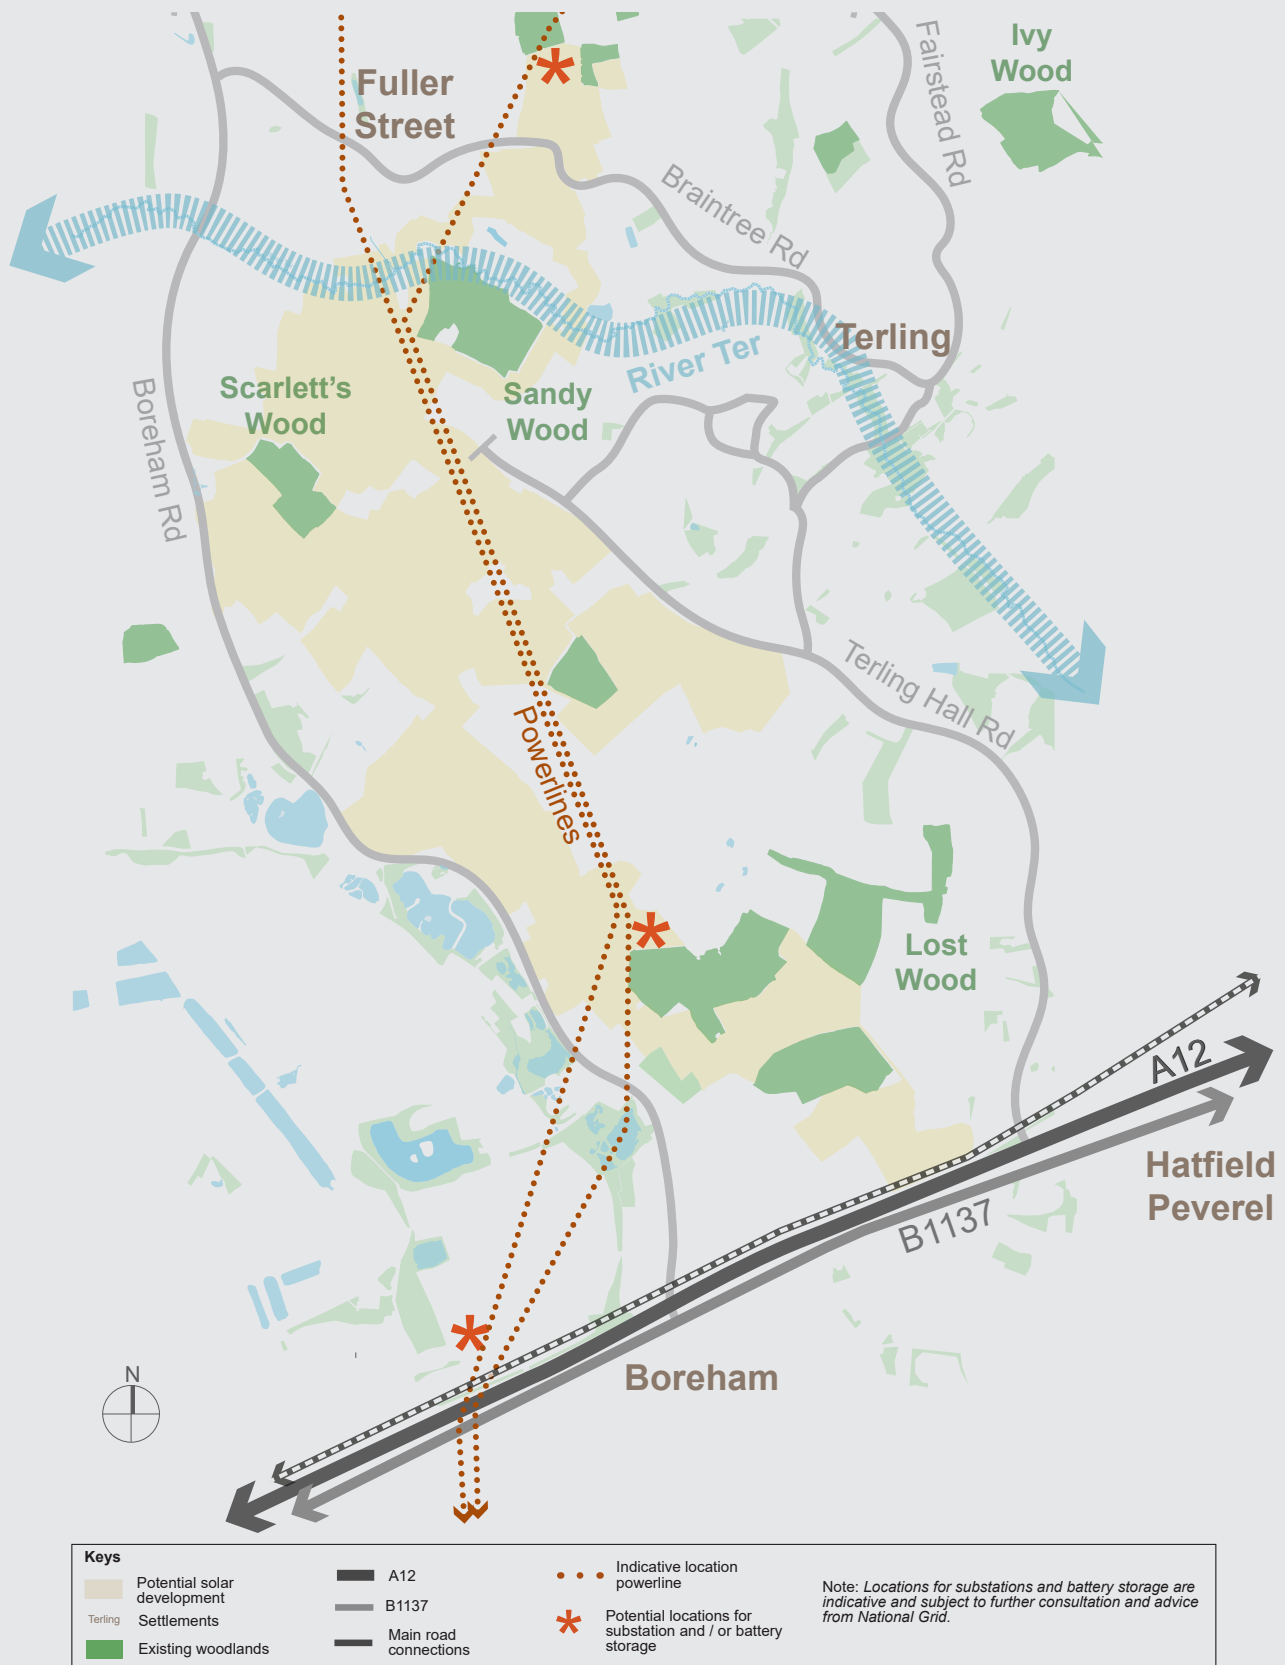 Ivy
Wood
Fairstead Rd
Fuller
Street
Braintree Rd
Terling
River Ter
Scarlett's
Wood
Sandy
Wood
Boreham Rd
Terling Hall Rd
Powerlines
Lost
Wood
A12
Hatfield
Peverel
B1137
Boreham
N
Keys
Potential solar
development
Terling Settlements
Existing woodlands
A12
B1137
Main road
connections
Indicative location
powerline
Potential locations for
substation and / or battery
storage
Note: Locations for substations and battery storage are
indicative and subject to further consultation and advice
from National Grid.